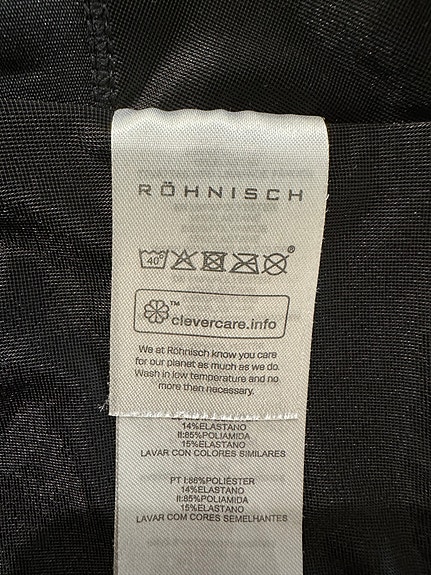 RÖHNISCH
40°
®
™
clevercare.info
We at Röhnisch know you care
for our planet as much as we do.
Wash in low temperature and no
more then necessary.
14%ELASTANO
II:85%POLIAMIDA
15%ELASTANO
LAVAR CON COLORES SIMILARES
PT I:86%POLIÉSTER
14%ELASTANO
II:85%POLIAMIDA
15%ELASTANO
LAVAR COM CORES SEMELHANTES